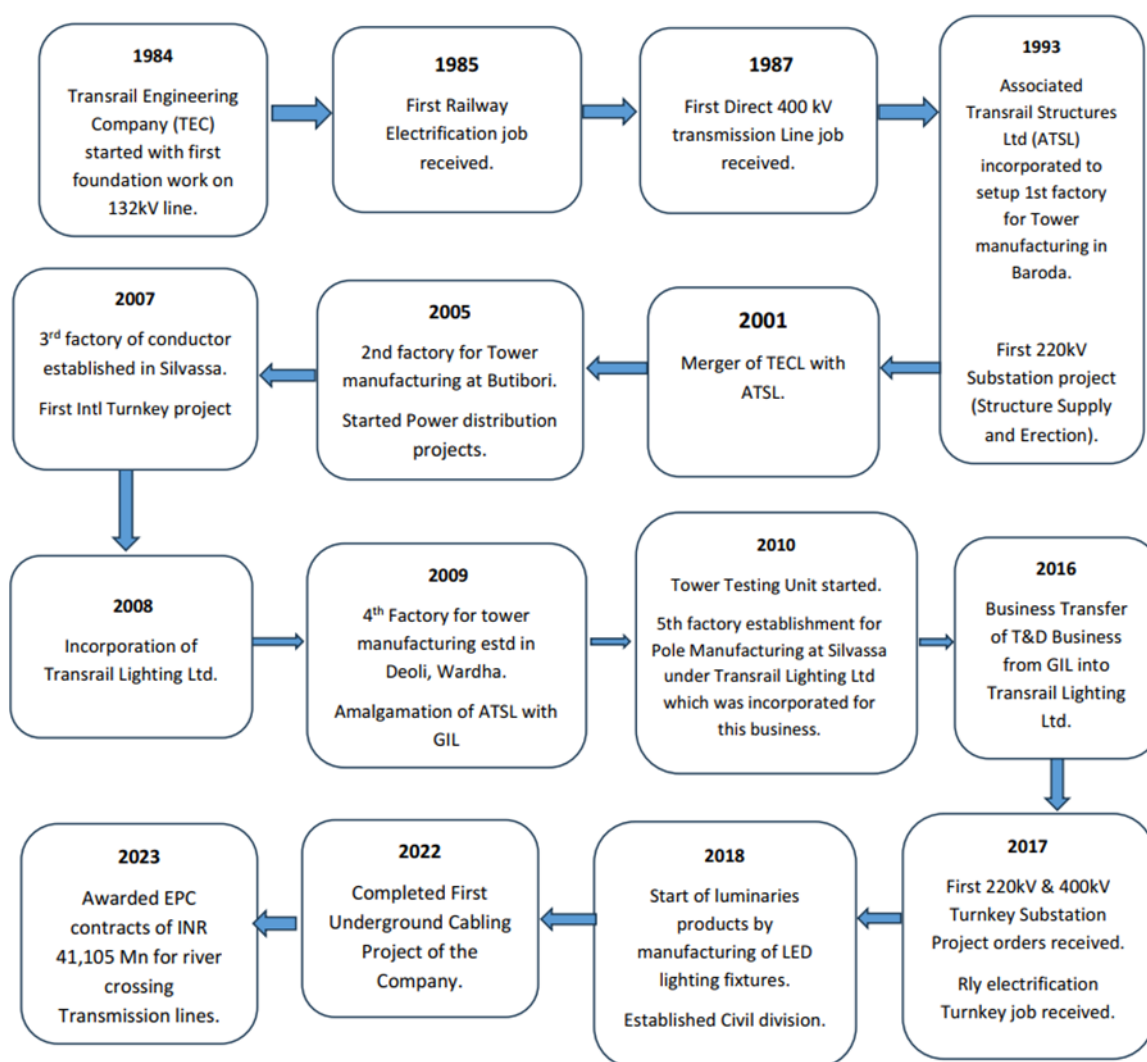 1984
Transrail Engineering
Company (TEC)
started with first
foundation work on
132kV line.
1985
First Railway
Electrification job
received.
1987
First Direct 400 kV
transmission Line job
received.
1993
Associated
Transrail Structures
Ltd (ATSL)
incorporated to
setup 1st factory
for Tower
manufacturing in
Baroda.
First 220kV
Substation project
(Structure Supply
and Erection).
2001
Merger of TECL with
ATSL.
2005
2nd factory for Tower
manufacturing at Butibori.
Started Power distribution
projects.
2007
3rd factory of conductor
established in Silvassa.
First Intl Turnkey project
2008
Incorporation of
Transrail Lighting Ltd.
2009
4th Factory for tower
manufacturing estd in
Deoli, Wardha.
Amalgamation of ATSL with
GIL
2010
Tower Testing Unit started.
5th factory establishment for
Pole Manufacturing at Silvassa
under Transrail Lighting Ltd
which was incorporated for
this business.
2016
Business Transfer
of T&D Business
from GIL into
Transrail Lighting
Ltd.
2017
First 220kV & 400kV
Turnkey Substation
Project orders received.
Rly electrification
Turnkey job received.
2018
Start of luminaries
products by
manufacturing of LED
lighting fixtures.
Established Civil division.
2022
Completed First
Underground Cabling
Project of the
Company.
2023
Awarded EPC
contracts of INR
41,105 Mn for river
crossing
Transmission lines.